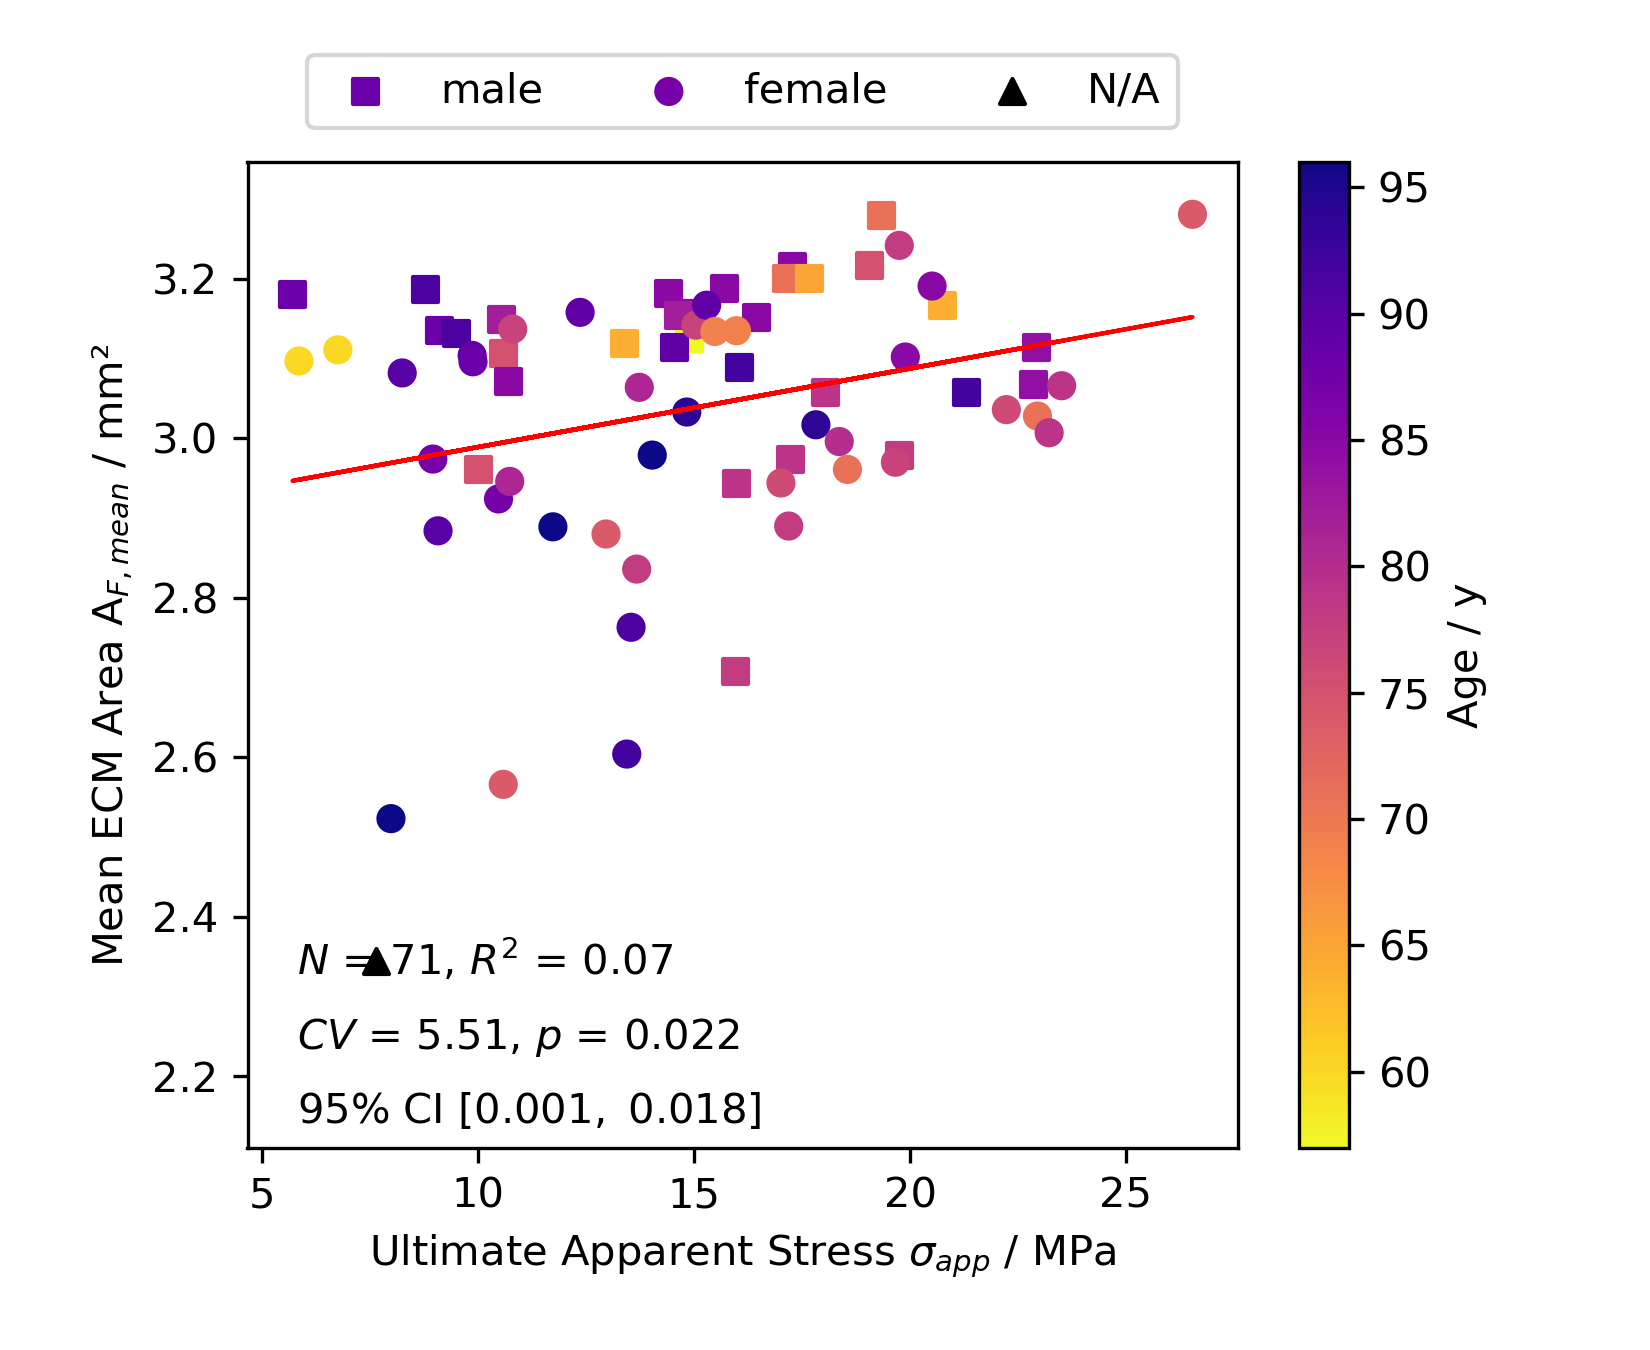 male female N/A
3.2
3.0
2.8
2.6
2.4
2.2
Mean ECM Area A_{F, mean} / mm²
N = 71, R² = 0.07
CV = 5.51, p = 0.022
95% CI [0.001, 0.018]
5 10 15 20 25
Ultimate Apparent Stress σ_{app} / MPa
95
90
85
80
75
70
65
60
Age / y